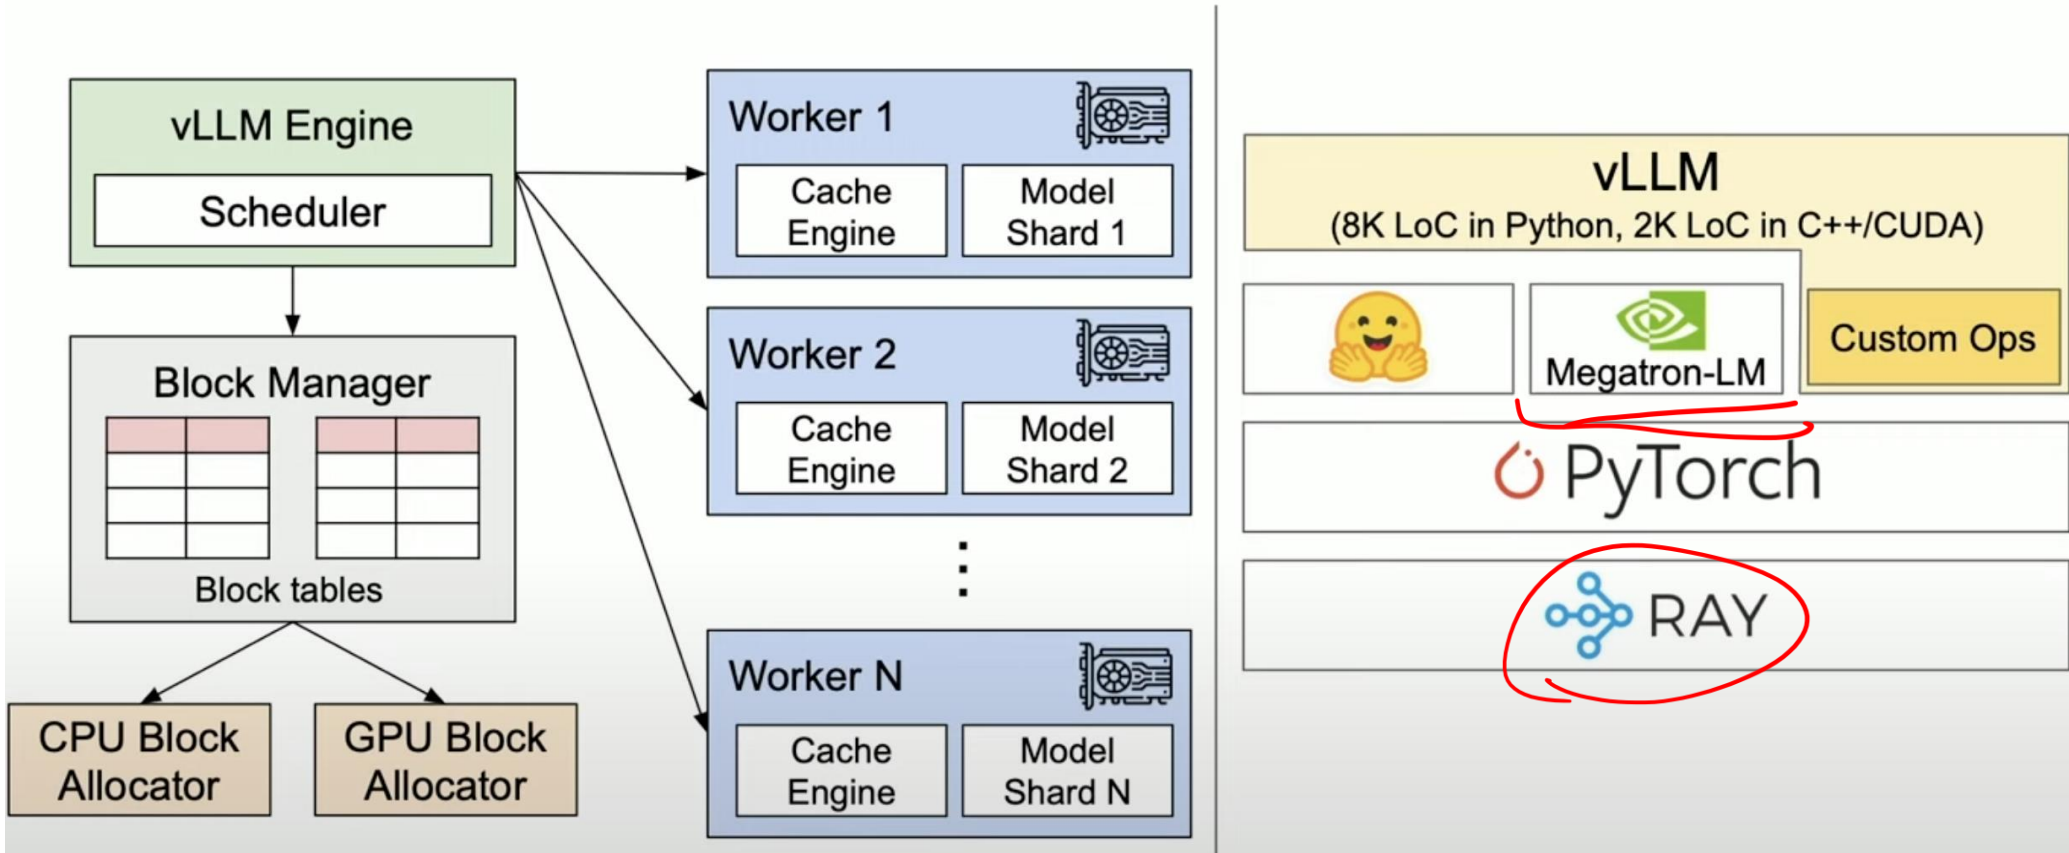 vLLM Engine
Scheduler
Block Manager
Block tables
CPU Block
Allocator
GPU Block
Allocator
Worker 1
Cache
Engine
Model
Shard 1
Worker 2
Cache
Engine
Model
Shard 2
Worker N
Cache
Engine
Model
Shard N
vLLM
(8K LoC in Python, 2K LoC in C++/CUDA)
Megatron-LM
Custom Ops
PyTorch
RAY